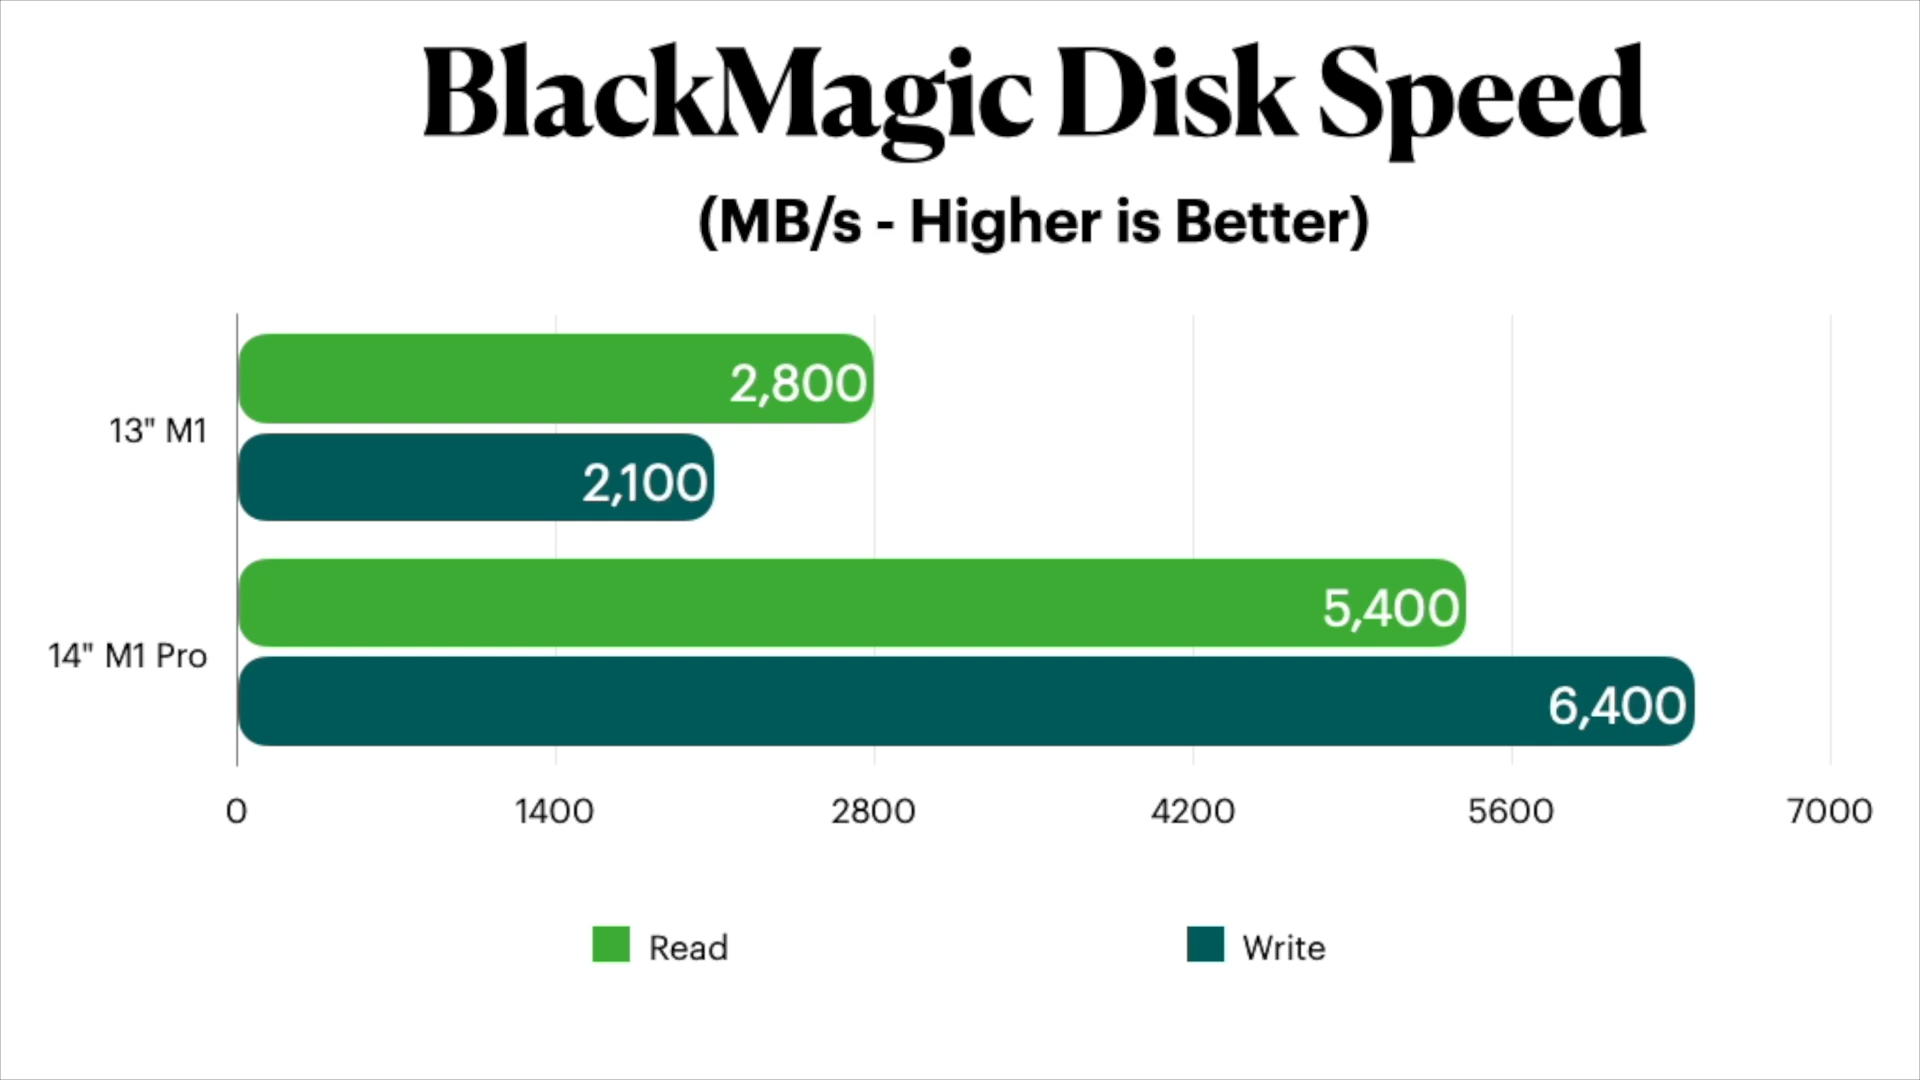 BlackMagic Disk Speed
(MB/s - Higher is Better)
13" M1
2,800
2,100
14" M1 Pro
5,400
6,400
0 1400 2800 4200 5600 7000
Read Write